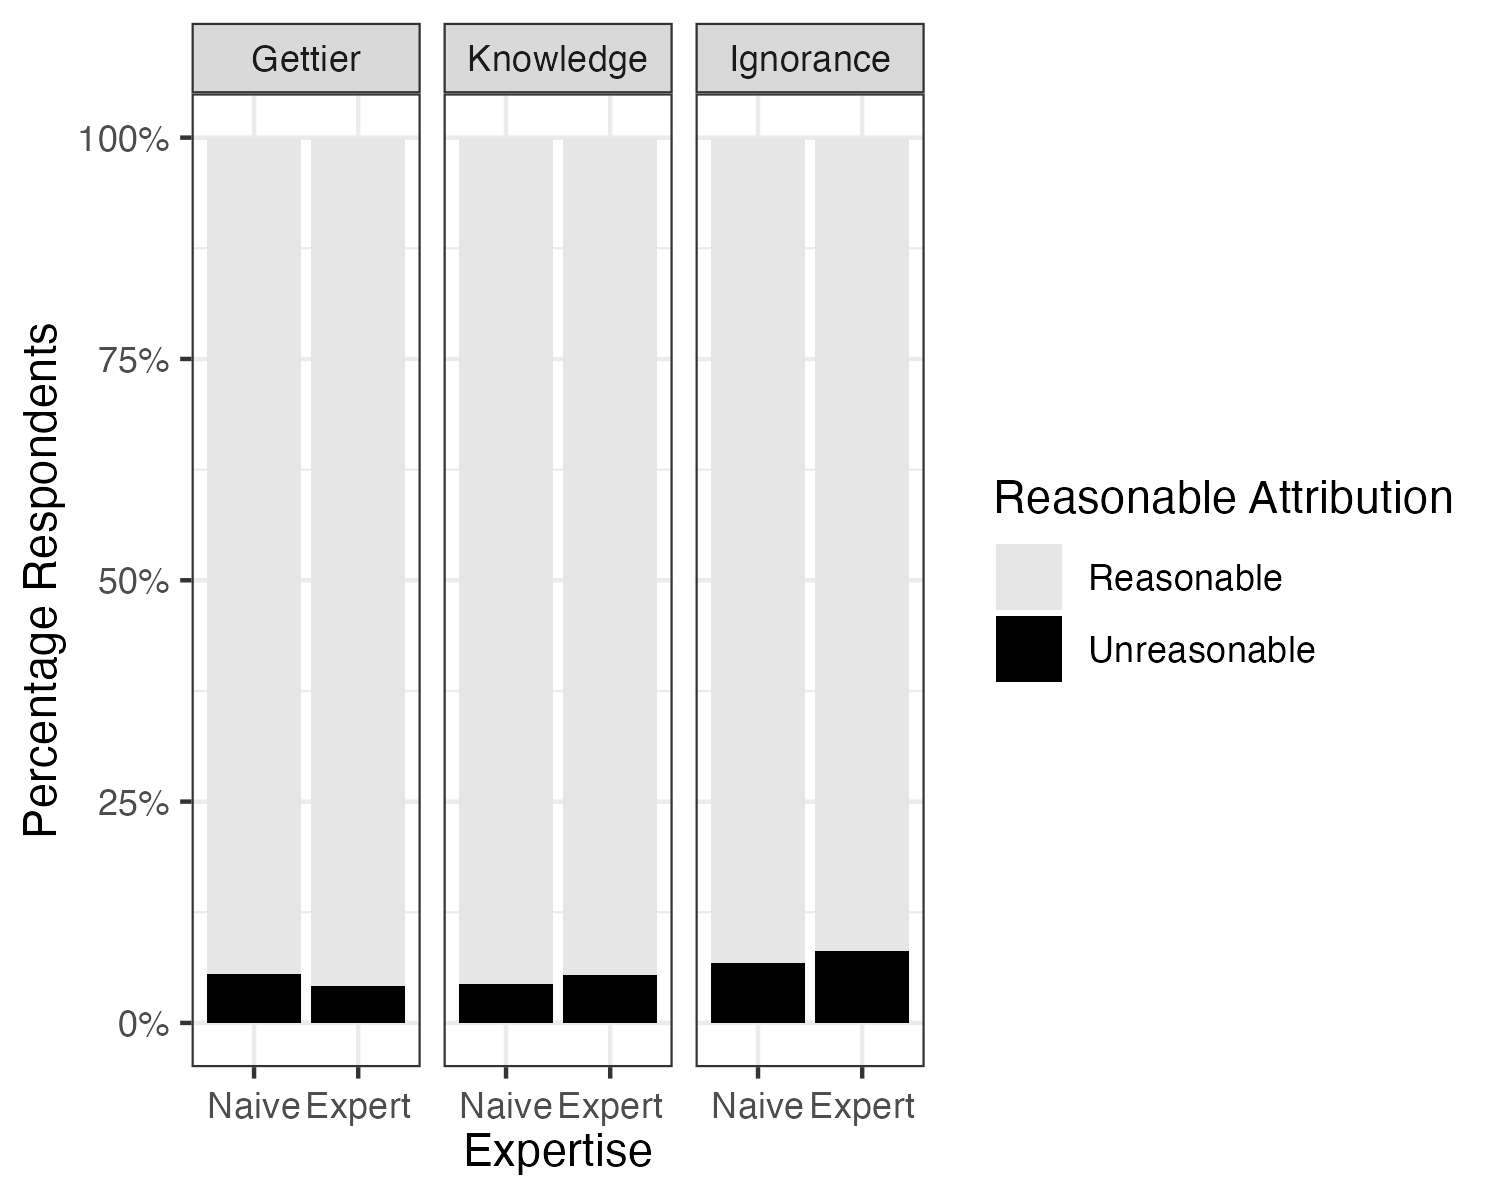 Gettier Knowledge Ignorance
100%
75%
50%
25%
0%
Percentage Respondents
Naive Expert Naive Expert Naive Expert
Expertise
Reasonable Attribution
Reasonable
Unreasonable